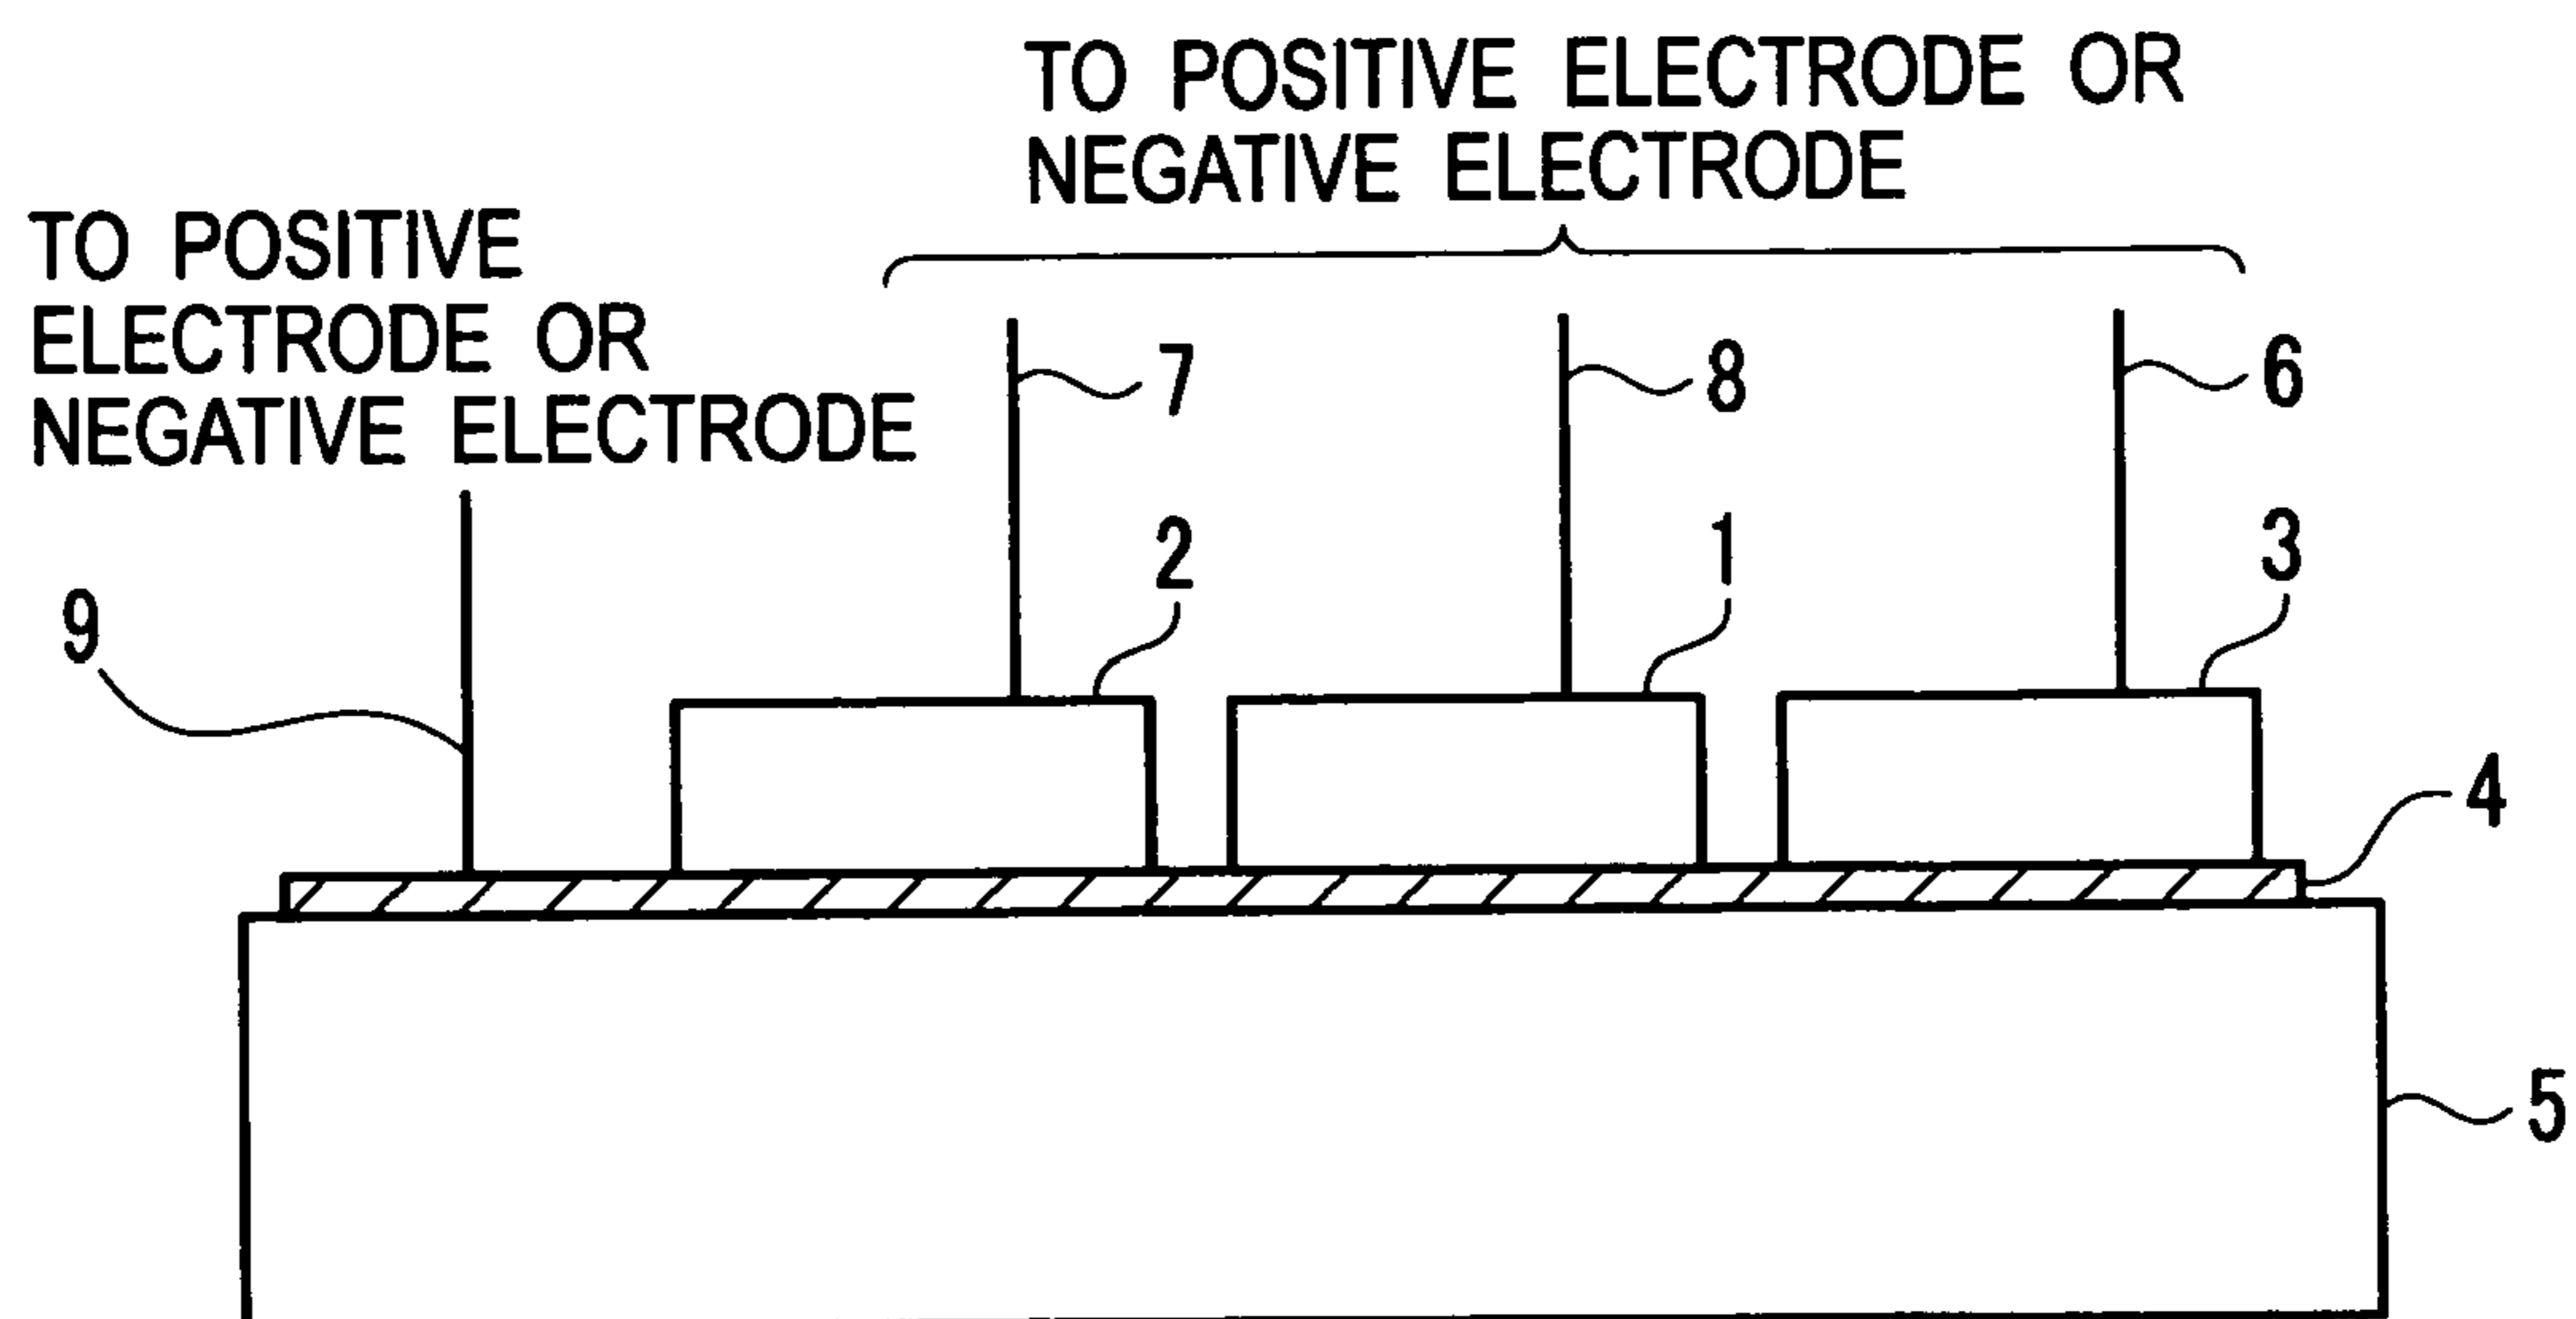 TO POSITIVE ELECTRODE OR
NEGATIVE ELECTRODE
TO POSITIVE
ELECTRODE OR
NEGATIVE ELECTRODE
7
8
6
2
1
3
9
4
5